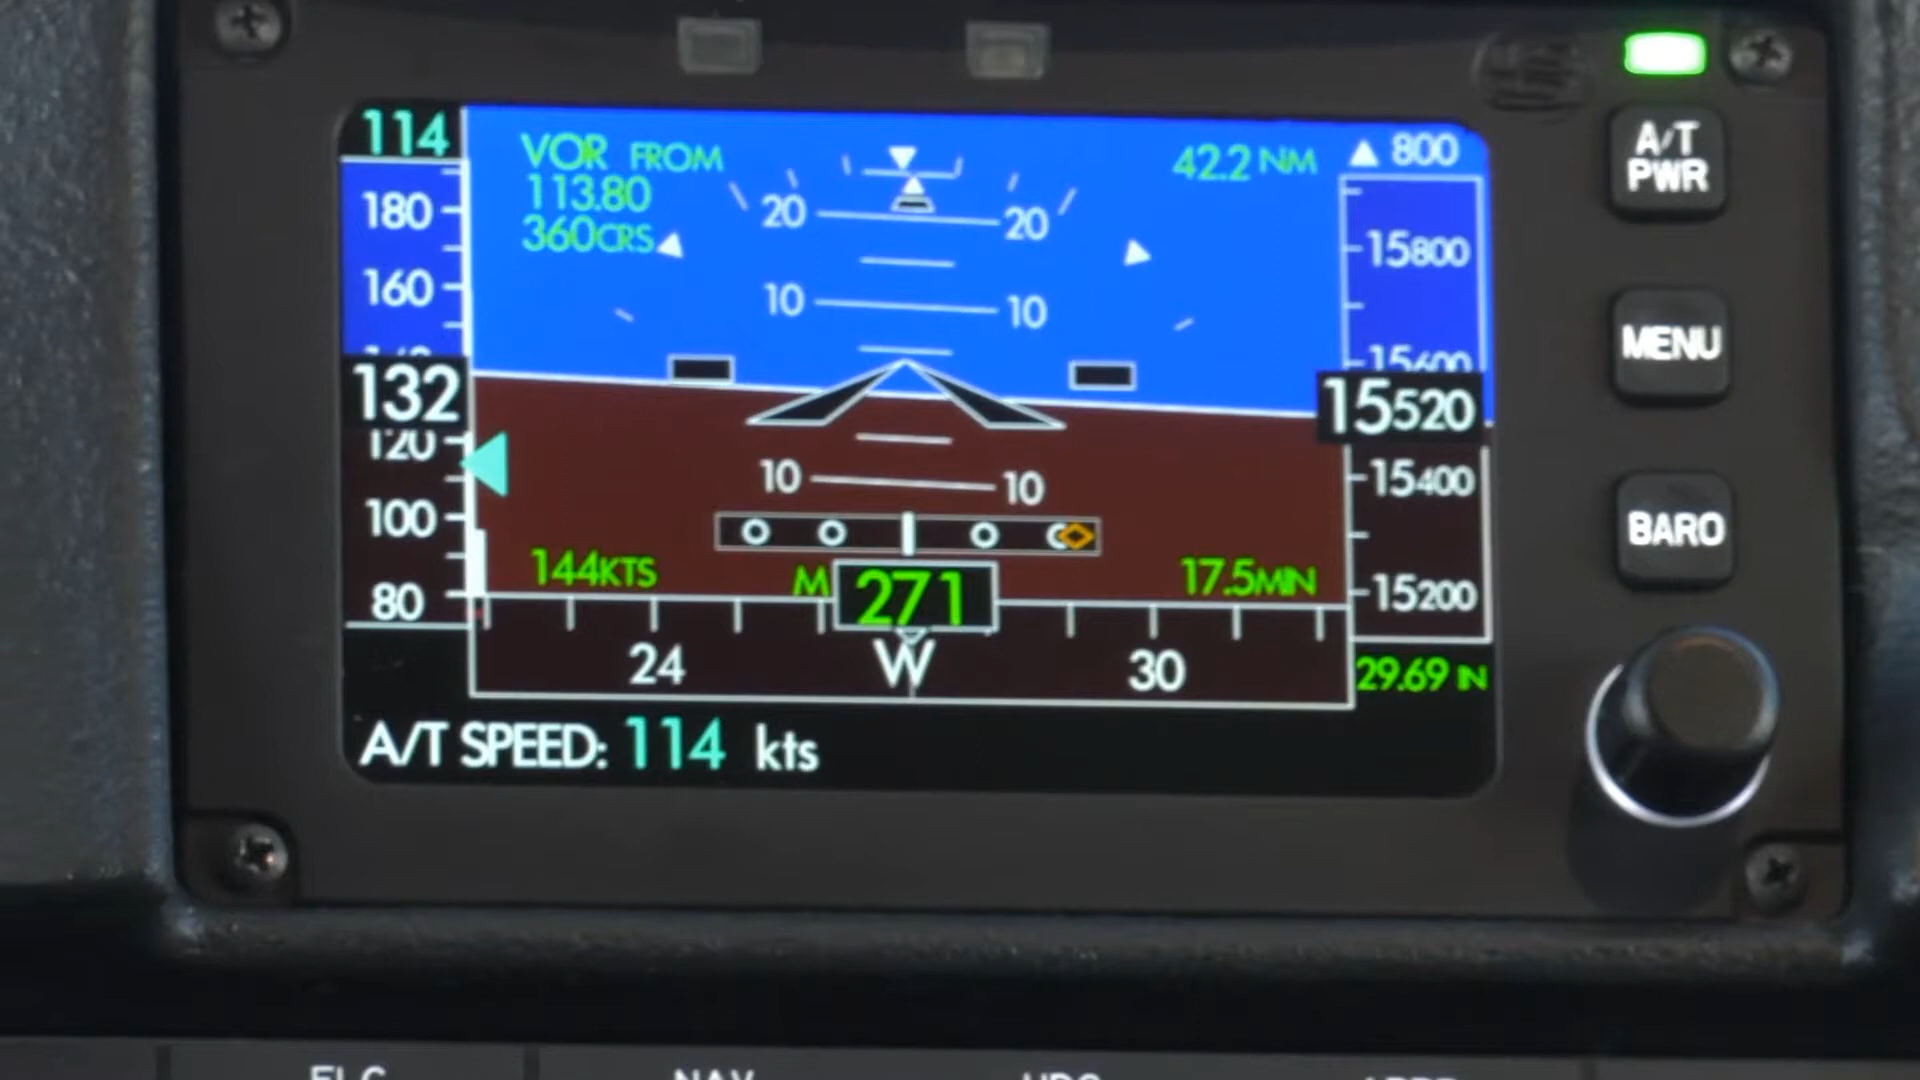 A/T
PWR
MENU
BARO
114
180
160
132
120
100
80
VOR FROM
113.80
360CRS
42.2 NM
800
20 20
10 10
10 10
15800
15600
15520
15400
15200
144KTS
M 271
17.5MIN
24 W 30
29.69 IN
A/T SPEED: 114 kts
NAV